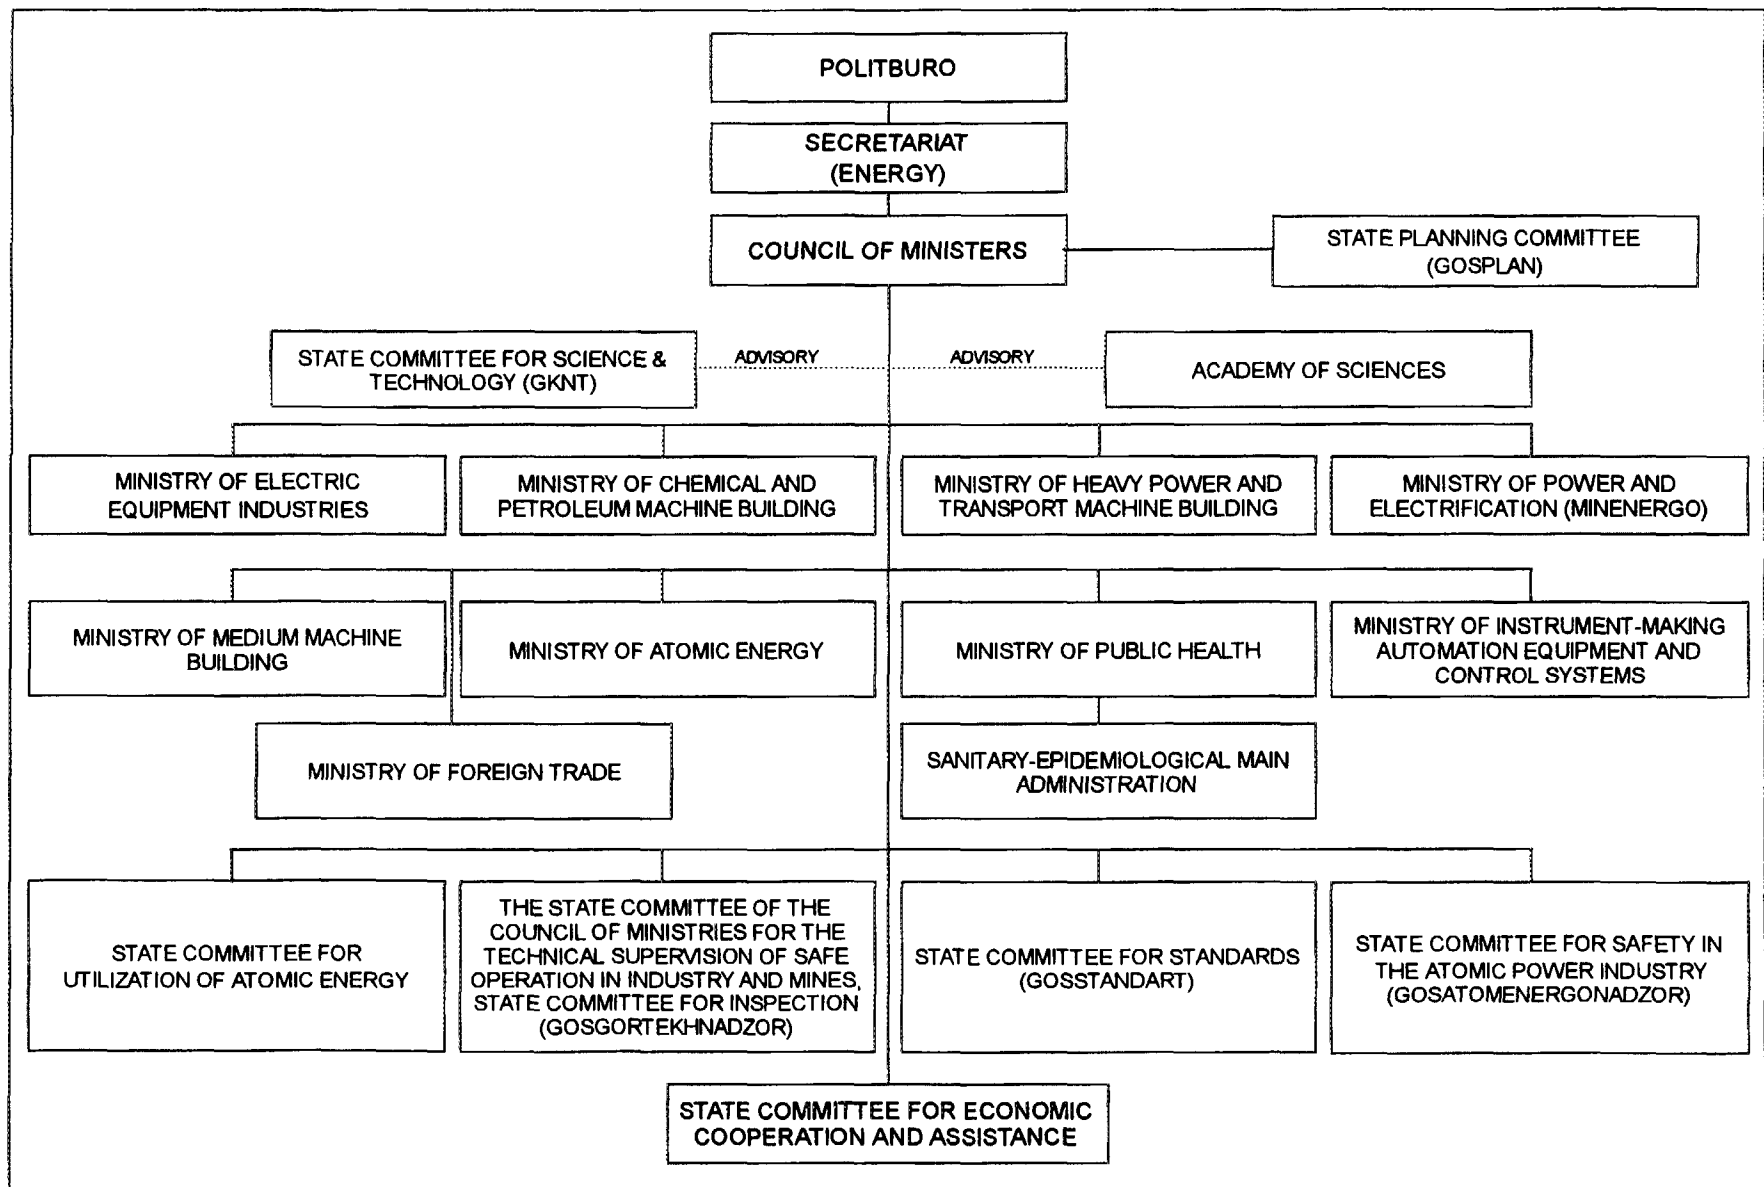 POLITBURO
SECRETARIAT
(ENERGY)
COUNCIL OF MINISTERS
STATE PLANNING COMMITTEE
(GOSPLAN)
STATE COMMITTEE FOR SCIENCE &
TECHNOLOGY (GKNT)
ADVISORY
ADVISORY
ACADEMY OF SCIENCES
MINISTRY OF ELECTRIC
EQUIPMENT INDUSTRIES
MINISTRY OF CHEMICAL AND
PETROLEUM MACHINE BUILDING
MINISTRY OF HEAVY POWER AND
TRANSPORT MACHINE BUILDING
MINISTRY OF POWER AND
ELECTRIFICATION (MINENERGO)
MINISTRY OF MEDIUM MACHINE
BUILDING
MINISTRY OF ATOMIC ENERGY
MINISTRY OF PUBLIC HEALTH
MINISTRY OF INSTRUMENT-MAKING
AUTOMATION EQUIPMENT AND
CONTROL SYSTEMS
MINISTRY OF FOREIGN TRADE
SANITARY-EPIDEMIOLOGICAL MAIN
ADMINISTRATION
STATE COMMITTEE FOR
UTILIZATION OF ATOMIC ENERGY
THE STATE COMMITTEE OF THE
COUNCIL OF MINISTRIES FOR THE
TECHNICAL SUPERVISION OF SAFE
OPERATION IN INDUSTRY AND MINES,
STATE COMMITTEE FOR INSPECTION
(GOSGORTEKHNADZOR)
STATE COMMITTEE FOR STANDARDS
(GOSSTANDART)
STATE COMMITTEE FOR SAFETY IN
THE ATOMIC POWER INDUSTRY
(GOSATOMENERGONADZOR)
STATE COMMITTEE FOR ECONOMIC
COOPERATION AND ASSISTANCE